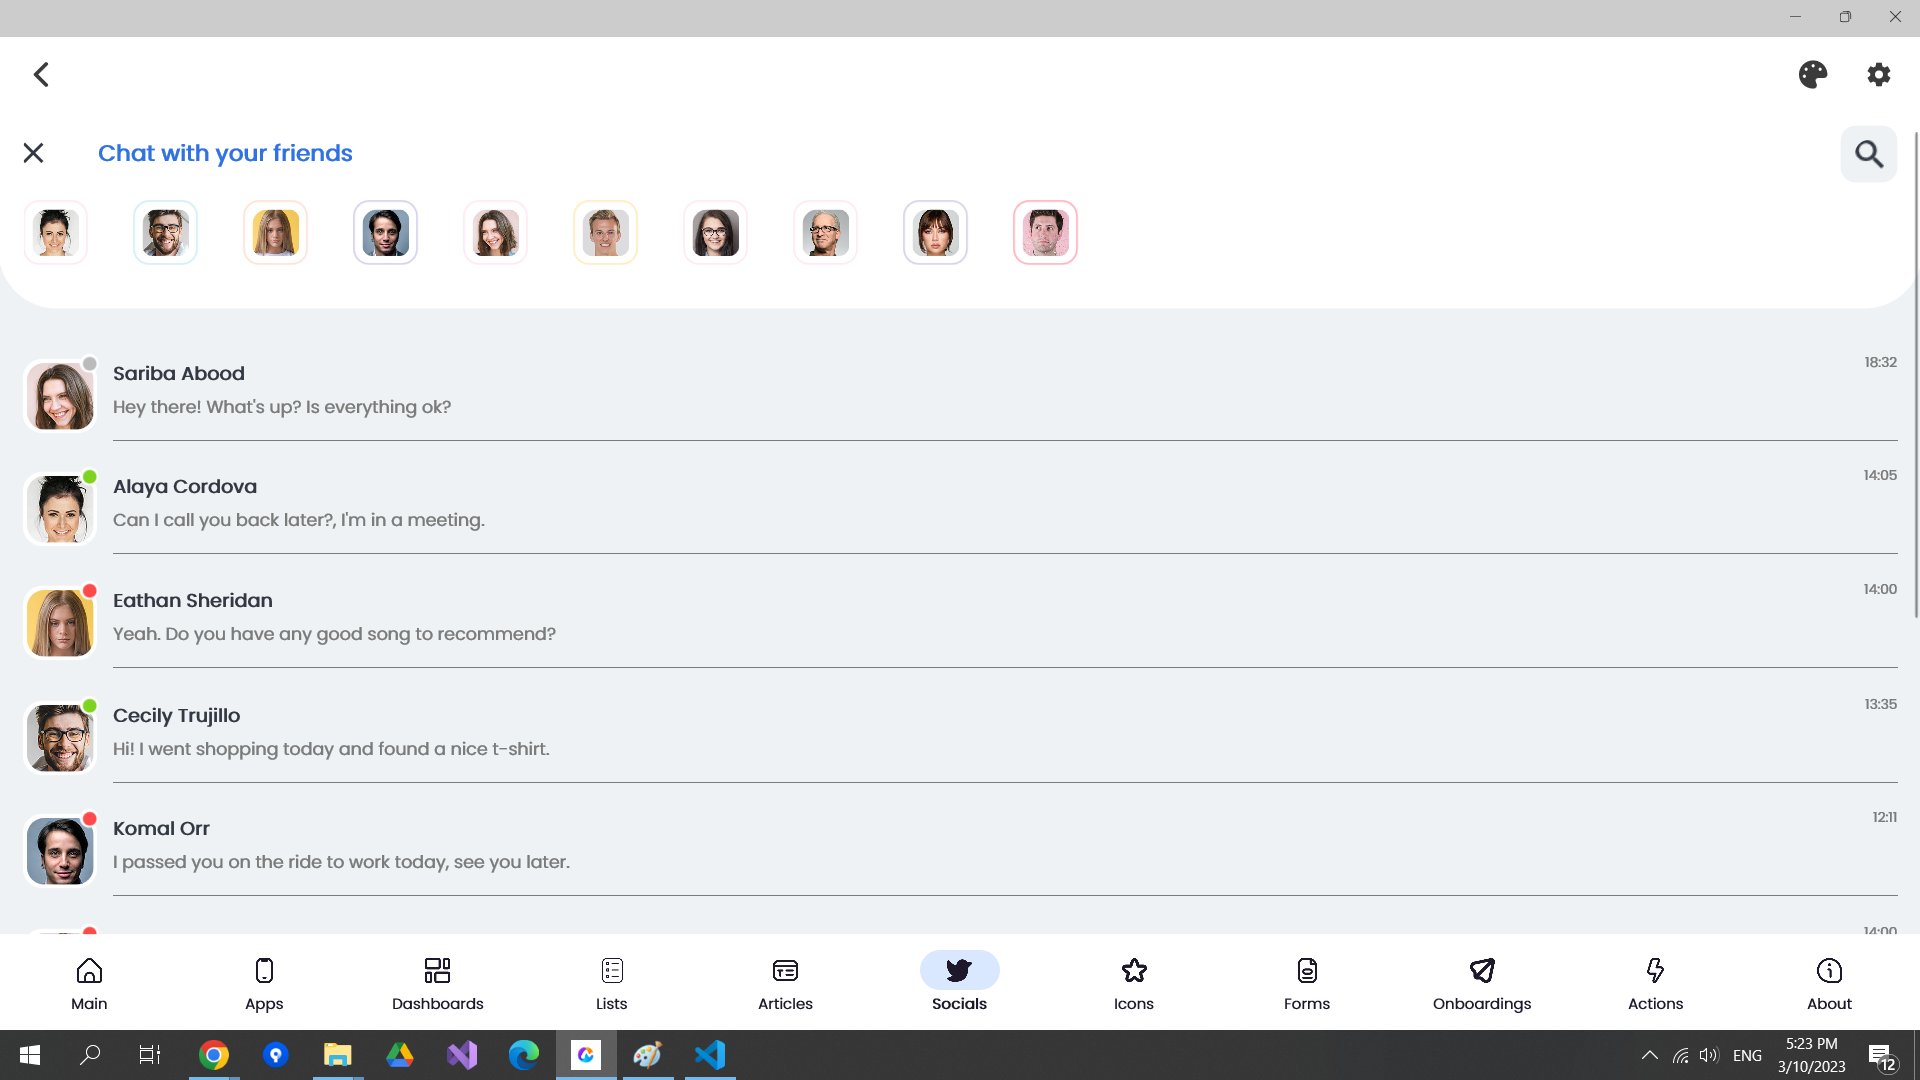 Chat with your friends
Sariba Abood
18:32
Hey there! What's up? Is everything ok?
Alaya Cordova
14:05
Can I call you back later?, I'm in a meeting.
Eathan Sheridan
14:00
Yeah. Do you have any good song to recommend?
Cecily Trujillo
13:35
Hi! I went shopping today and found a nice t-shirt.
Komal Orr
12:11
I passed you on the ride to work today, see you later.
14:00
Main
Apps
Dashboards
Lists
Articles
Socials
Icons
Forms
Onboardings
Actions
About
ENG
5:23 PM
3/10/2023
12